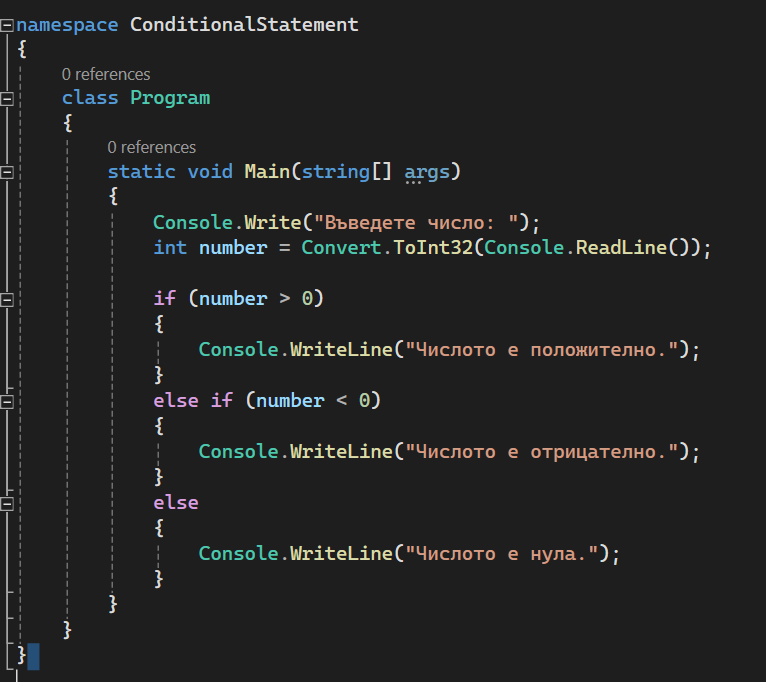 namespace ConditionalStatement
{
0 references
class Program
{
0 references
static void Main(string[] args)
{
Console.Write("Въведете число: ");
int number = Convert.ToInt32(Console.ReadLine());
if (number > 0)
{
Console.WriteLine("Числото е положително.");
}
else if (number < 0)
{
Console.WriteLine("Числото е отрицателно.");
}
else
{
Console.WriteLine("Числото е нула.");
}
}
}
}